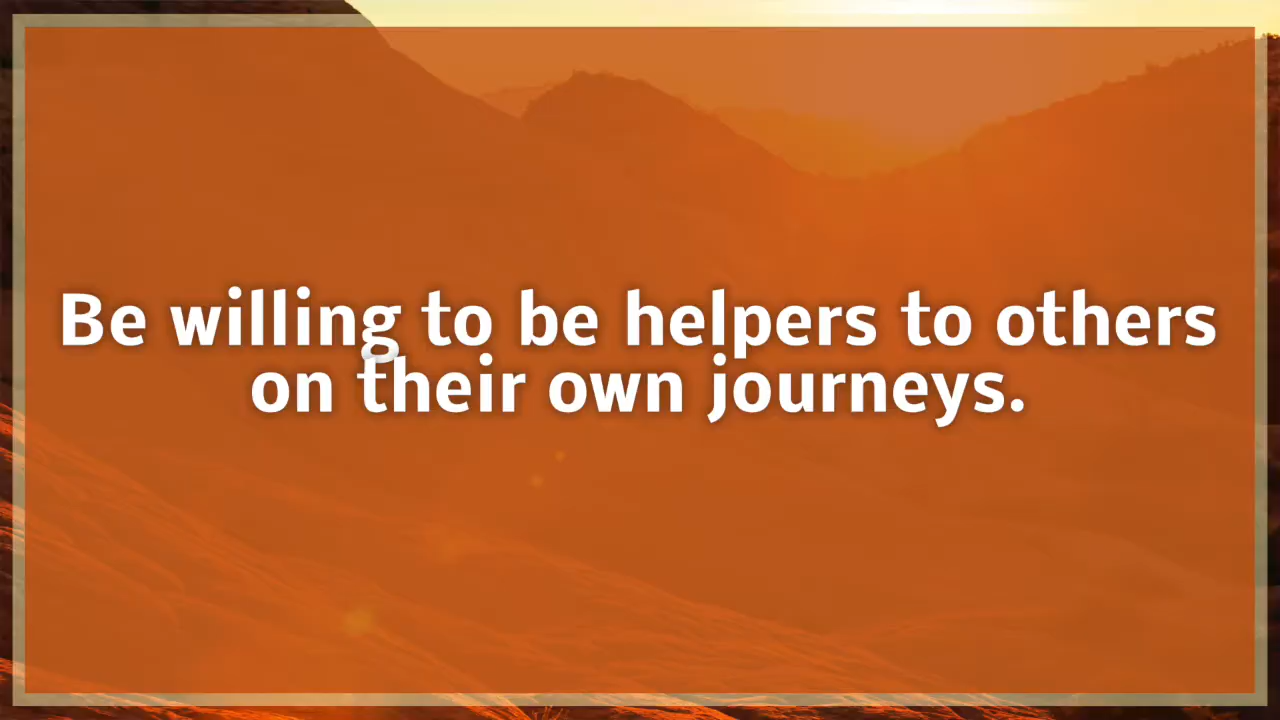 Be willing to be helpers to others
on their own journeys.